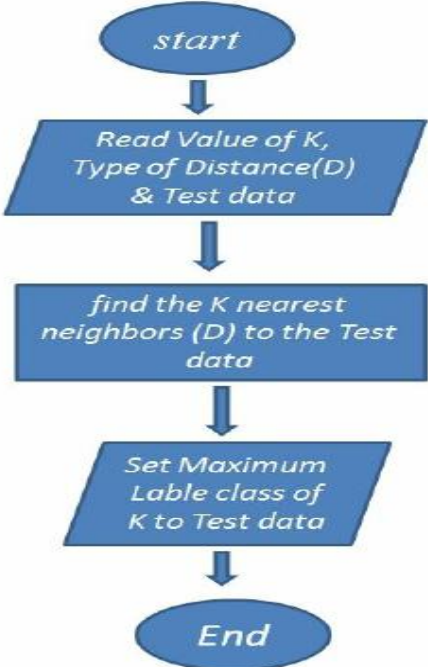 start
Read Value of K,
Type of Distance(D)
& Test data
find the K nearest
neighbors (D) to the Test
data
Set Maximum
Lable class of
K to Test data
End